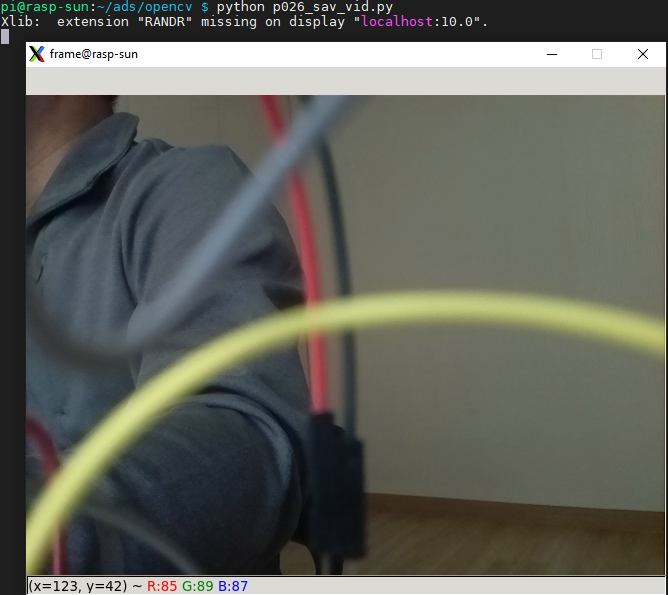 pi@rasp-sun:~/ads/opencv $ python p026_sav_vid.py
Xlib:  extension "RANDR" missing on display "localhost:10.0".
frame@rasp-sun
(x=123, y=42) ~ R:85 G:89 B:87